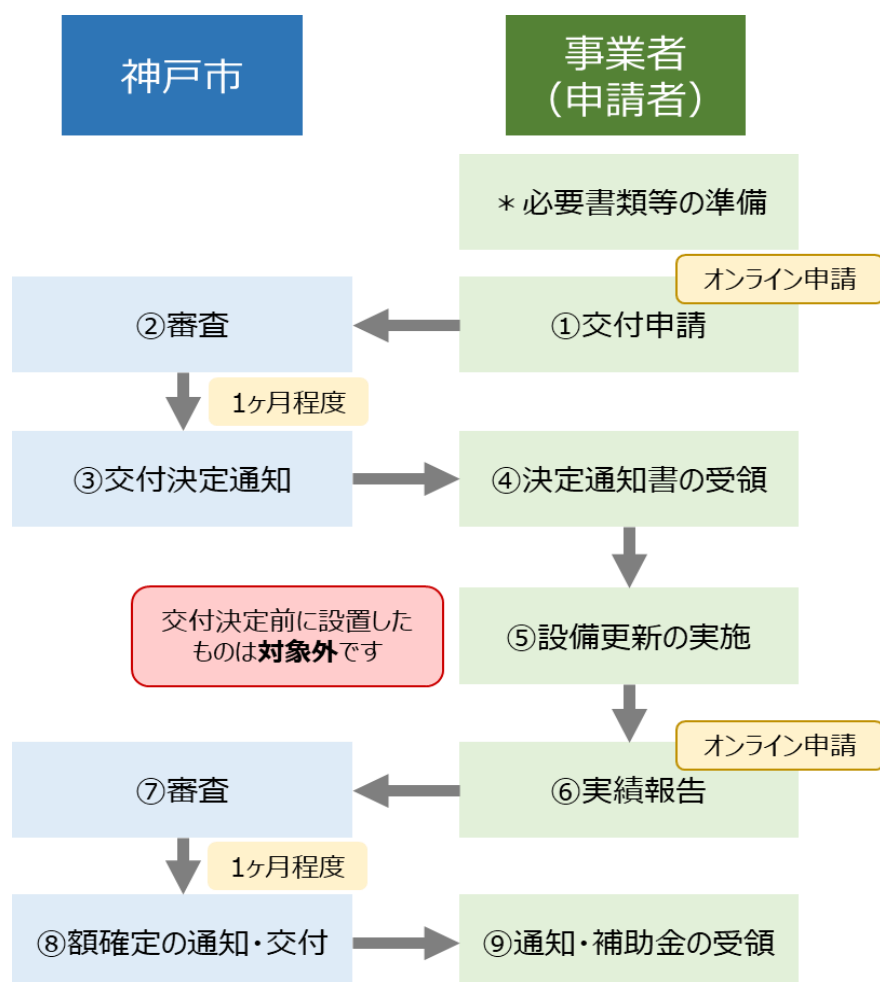 神戸市
事業者
（申請者）
＊必要書類等の準備
オンライン申請
①交付申請
②審査
1ヶ月程度
③交付決定通知
④決定通知書の受領
交付決定前に設置した
ものは対象外です
⑤設備更新の実施
オンライン申請
⑥実績報告
⑦審査
1ヶ月程度
⑧額確定の通知・交付
⑨通知・補助金の受領